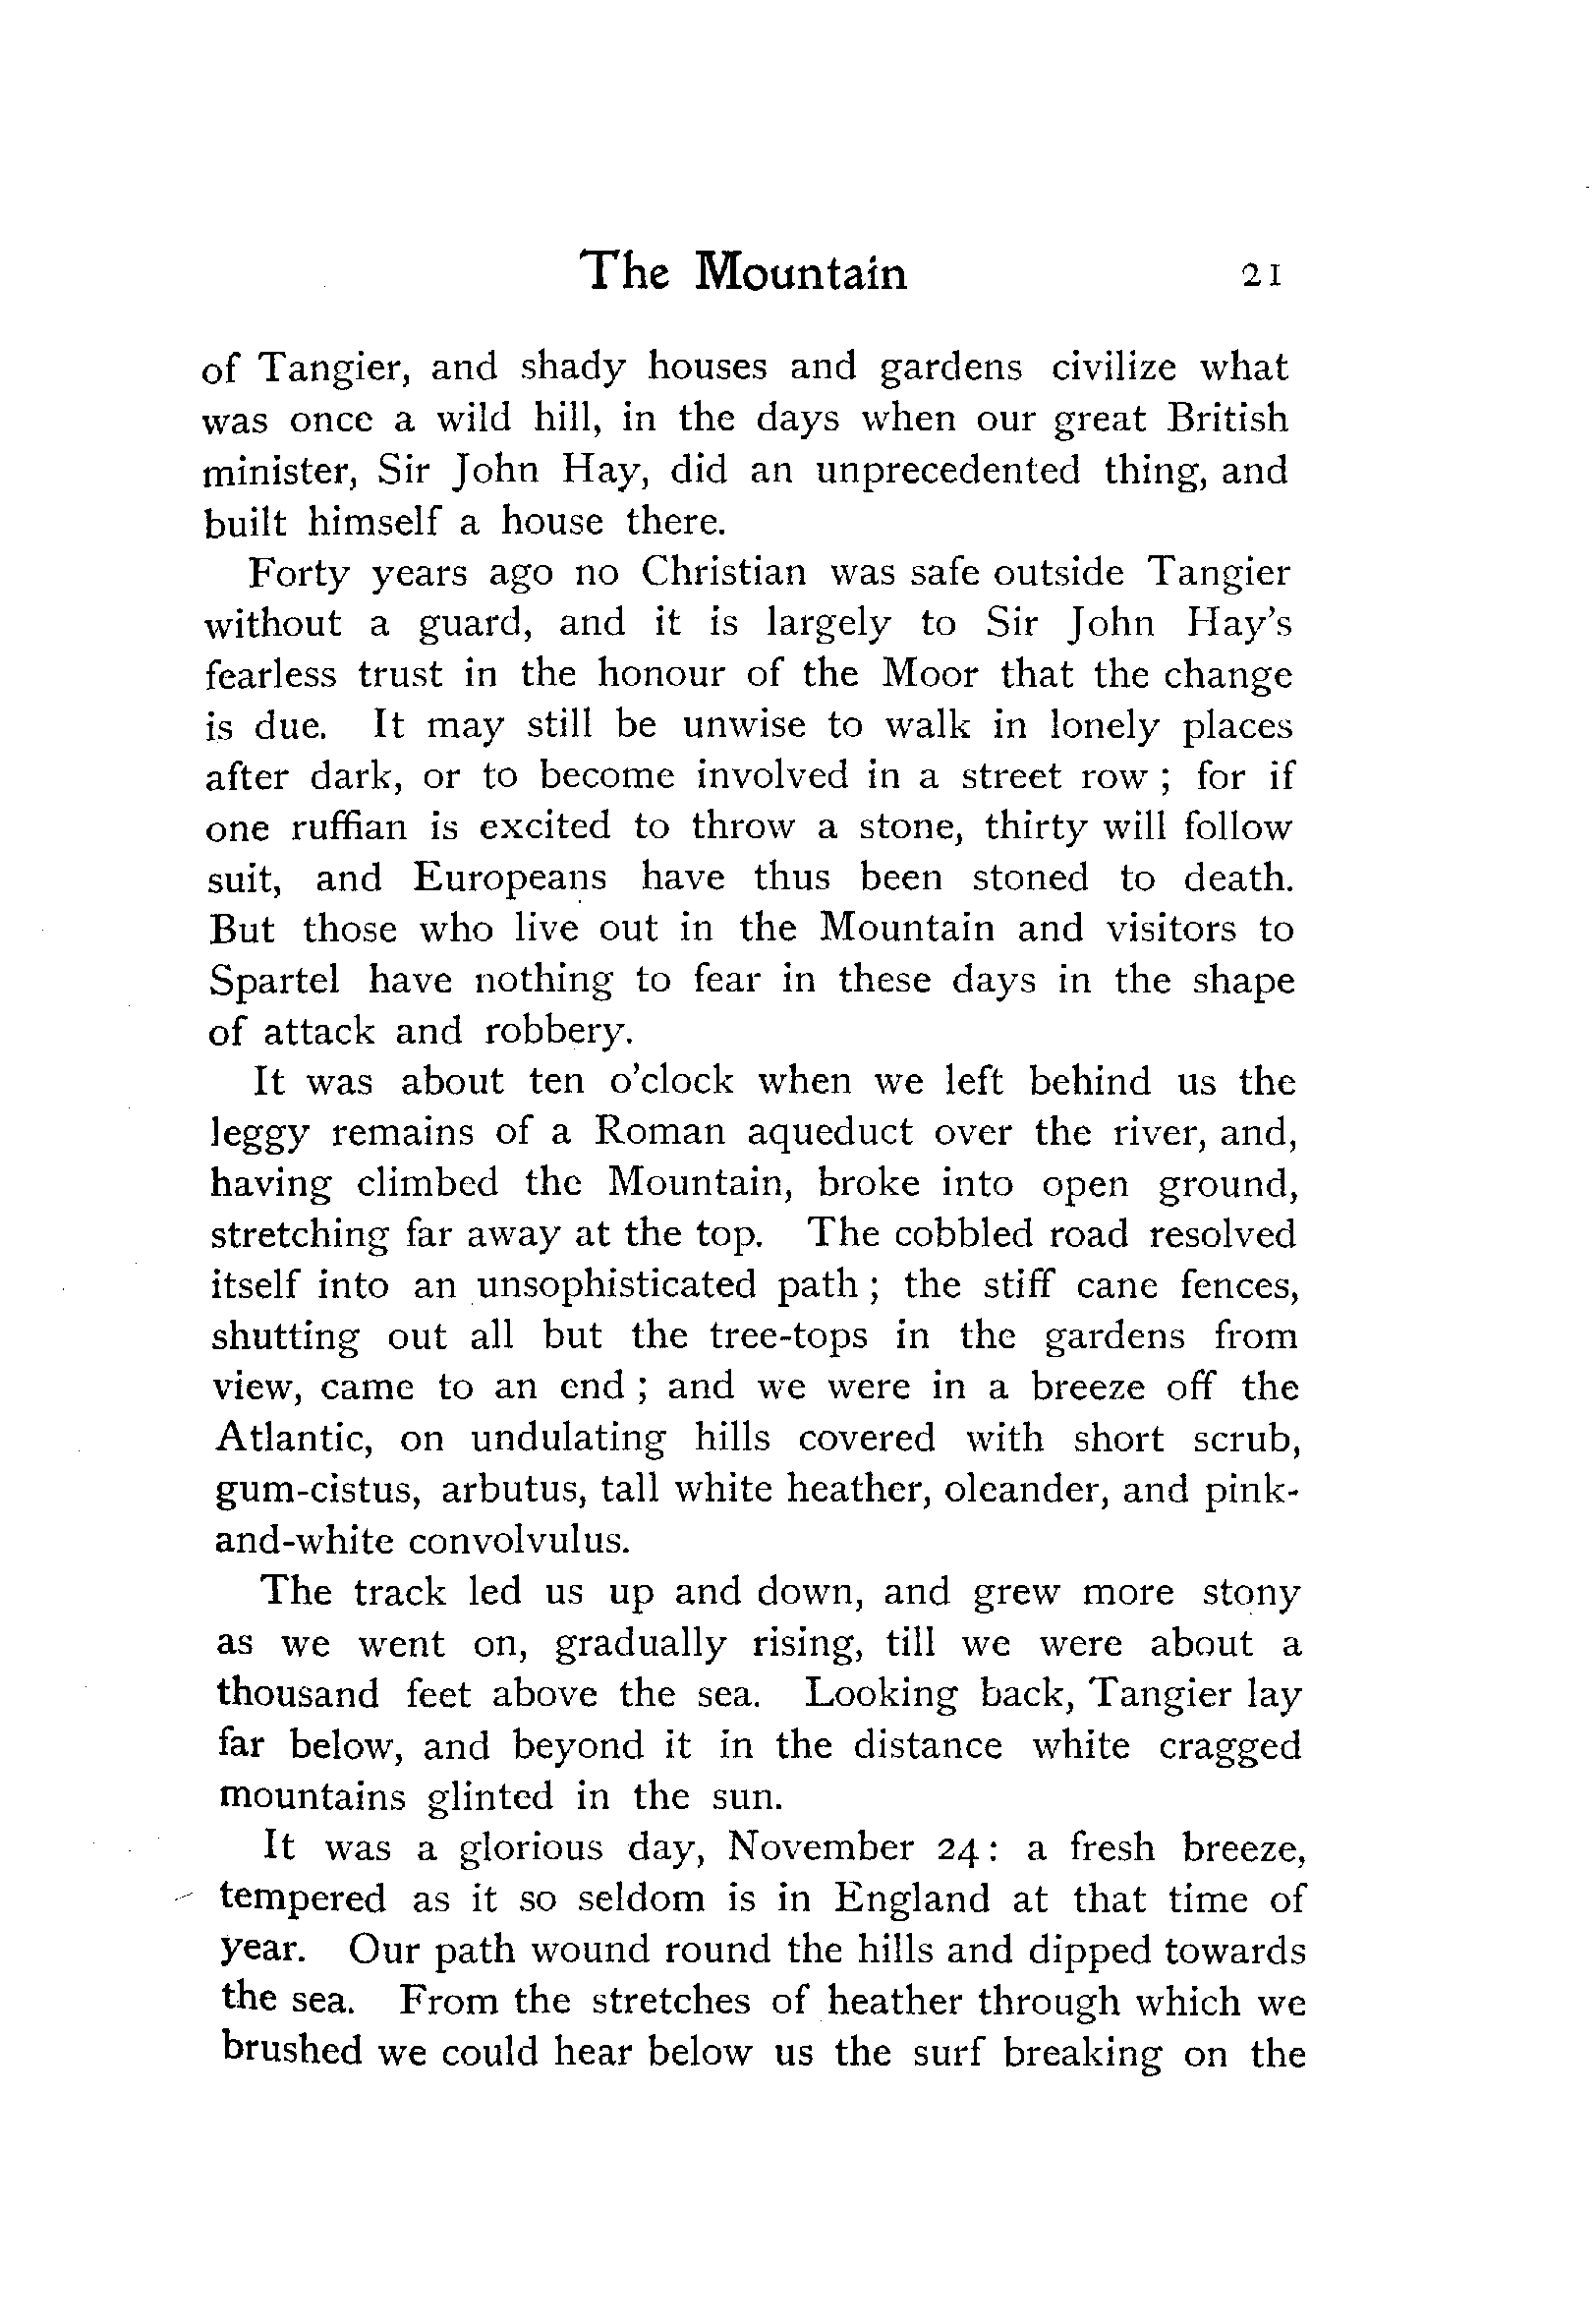 The Mountain 21
of Tangier, and shady houses and gardens civilize what
was once a wild hill, in the days when our great British
minister, Sir John Hay, did an unprecedented thing, and
built himself a house there.
Forty years ago no Christian was safe outside Tangier
without a guard, and it is largely to Sir John Hay's
fearless trust in the honour of the Moor that the change
is due. It may still be unwise to walk in lonely places
after dark, or to become involved in a street row ; for if
one ruffian is excited to throw a stone, thirty will follow
suit, and Europeans have thus been stoned to death.
But those who live out in the Mountain and visitors to
Spartel have nothing to fear in these days in the shape
of attack and robbery.
It was about ten o'clock when we left behind us the
leggy remains of a Roman aqueduct over the river, and,
having climbed the Mountain, broke into open ground,
stretching far away at the top. The cobbled road resolved
itself into an unsophisticated path ; the stiff cane fences,
shutting out all but the tree-tops in the gardens from
view, came to an end ; and we were in a breeze off the
Atlantic, on undulating hills covered with short scrub,
gum-cistus, arbutus, tall white heather, oleander, and pink-
and-white convolvulus.
The track led us up and down, and grew more stony
as we went on, gradually rising, till we were about a
thousand feet above the sea. Looking back, Tangier lay
far below, and beyond it in the distance white cragged
mountains glinted in the sun.
It was a glorious day, November 24 : a fresh breeze,
tempered as it so seldom is in England at that time of
year. Our path wound round the hills and dipped towards
the sea. From the stretches of heather through which we
brushed we could hear below us the surf breaking on the